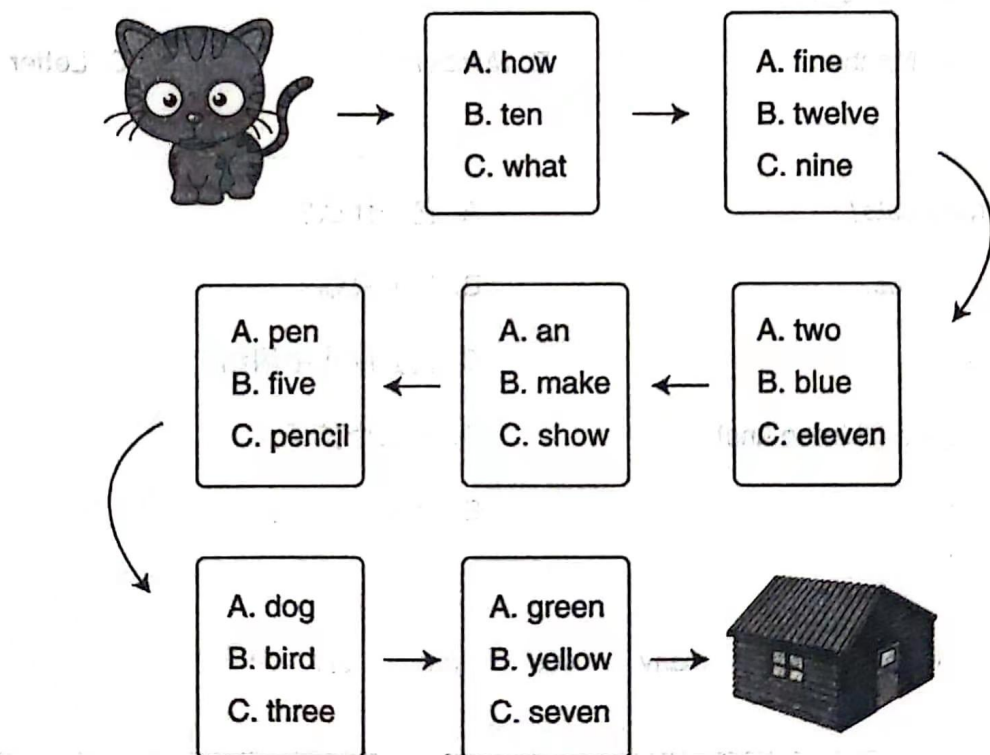 A. how
B. ten
C. what
A. fine
B. twelve
C. nine
A. two
B. blue
C. eleven
A. an
B. make
C. show
A. pen
B. five
C. pencil
A. dog
B. bird
C. three
A. green
B. yellow
C. seven